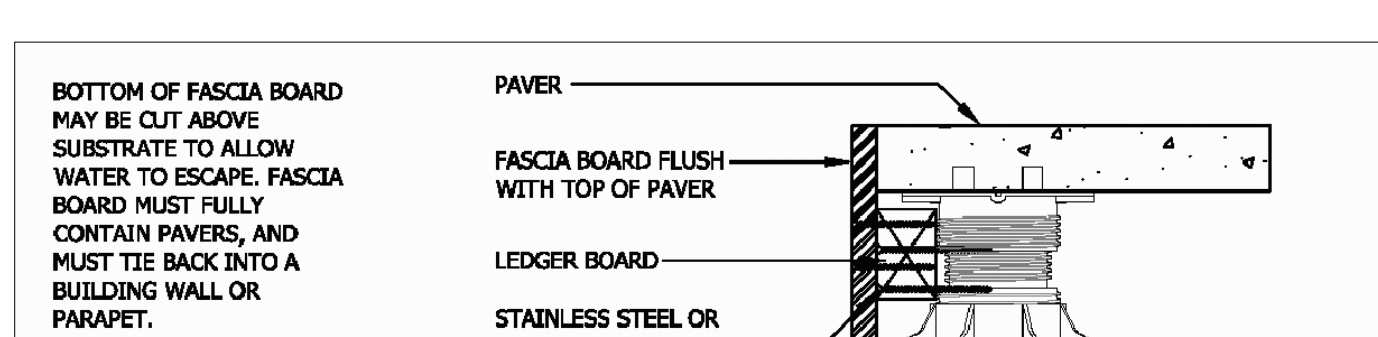 BOTTOM OF FASCIA BOARD
MAY BE CUT ABOVE
SUBSTRATE TO ALLOW
WATER TO ESCAPE. FASCIA
BOARD MUST FULLY
CONTAIN PAVERS, AND
MUST TIE BACK INTO A
BUILDING WALL OR
PARAPET.
PAVER
FASCIA BOARD FLUSH
WITH TOP OF PAVER
LEDGER BOARD
STAINLESS STEEL OR